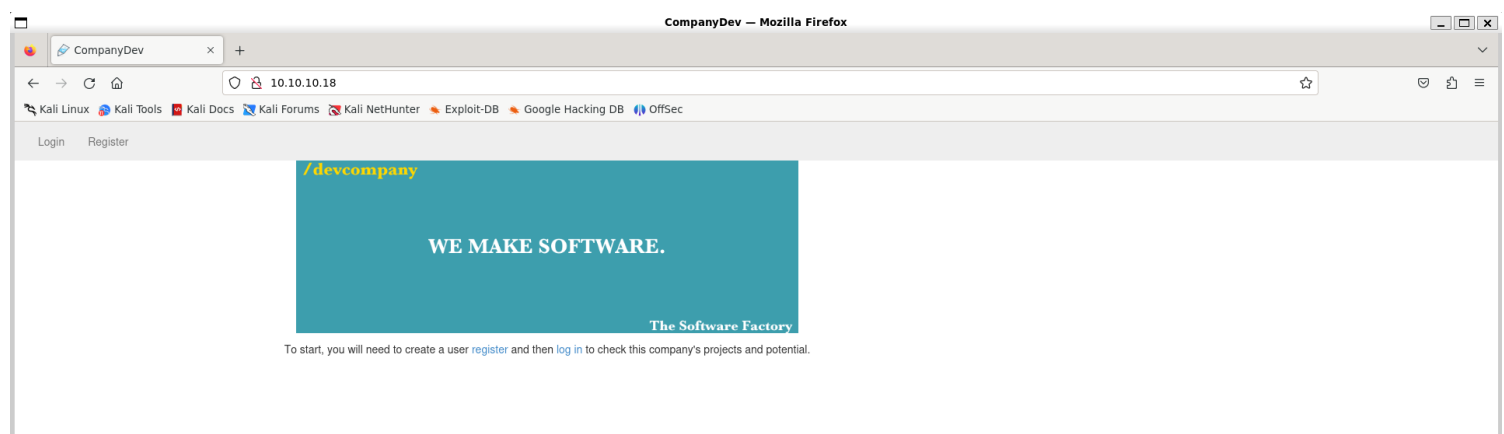 CompanyDev — Mozilla Firefox
CompanyDev
10.10.10.18
Kali Linux Kali Tools Kali Docs Kali Forums Kali NetHunter Exploit-DB Google Hacking DB OffSec
Login Register
/devcompany
WE MAKE SOFTWARE.
The Software Factory
To start, you will need to create a user register and then log in to check this company's projects and potential.